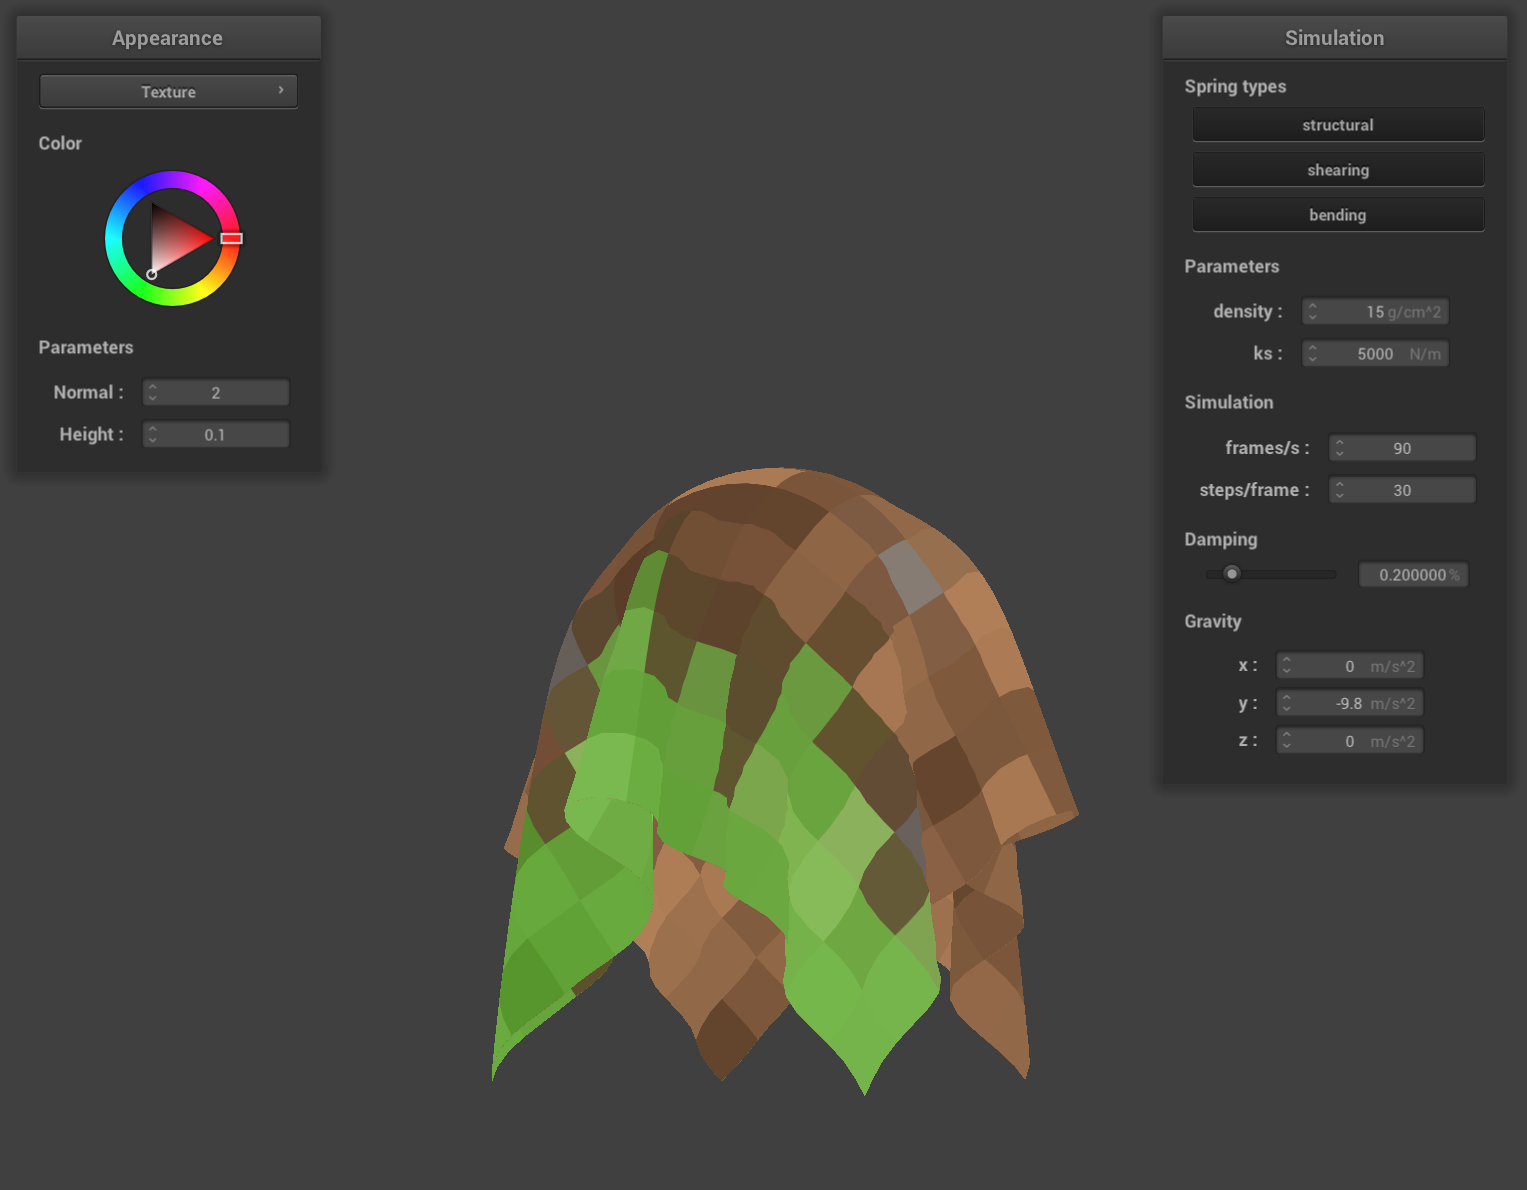 Appearance
Texture ›
Color
Parameters
Normal : 2
Height : 0.1
Simulation
Spring types
structural
shearing
bending
Parameters
density : 15 g/cm^2
ks : 5000 N/m
Simulation
frames/s : 90
steps/frame : 30
Damping
0.200000 %
Gravity
x : 0 m/s^2
y : -9.8 m/s^2
z : 0 m/s^2